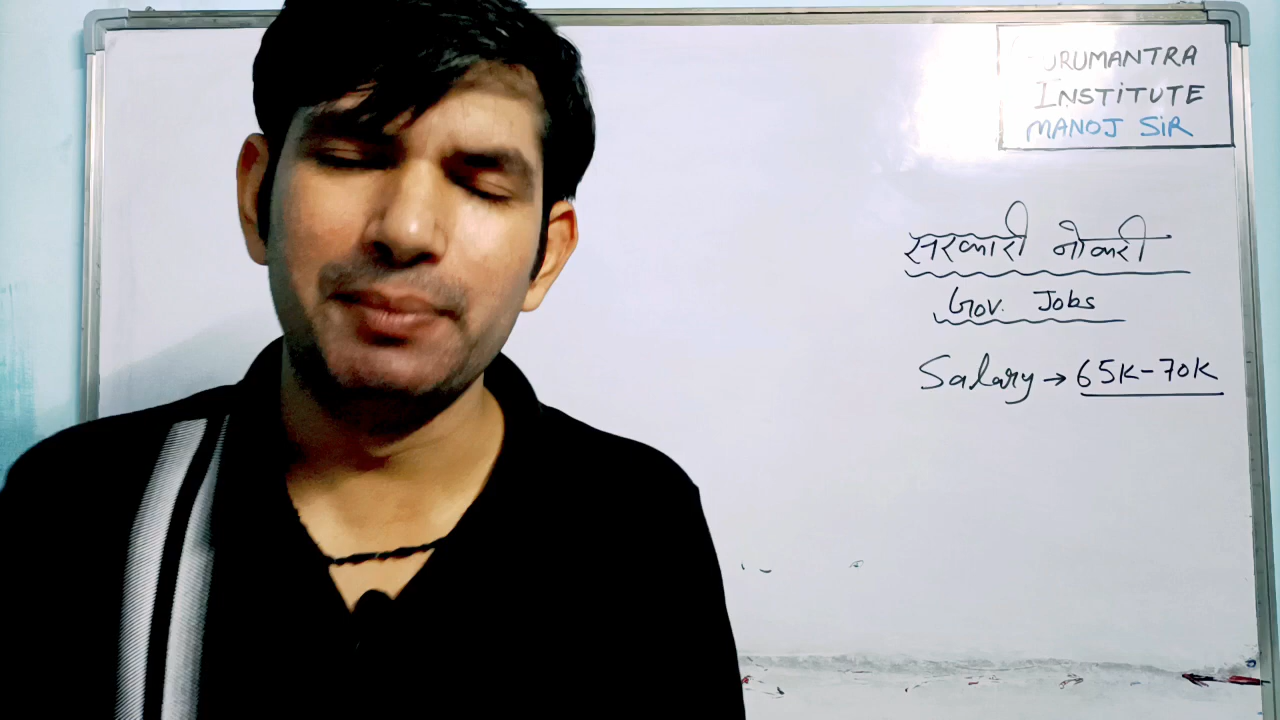 URUMANTRA
INSTITUTE
MANOJ SIR
सरकारी नोकरी
Gov. Jobs
Salary → 65K-70K